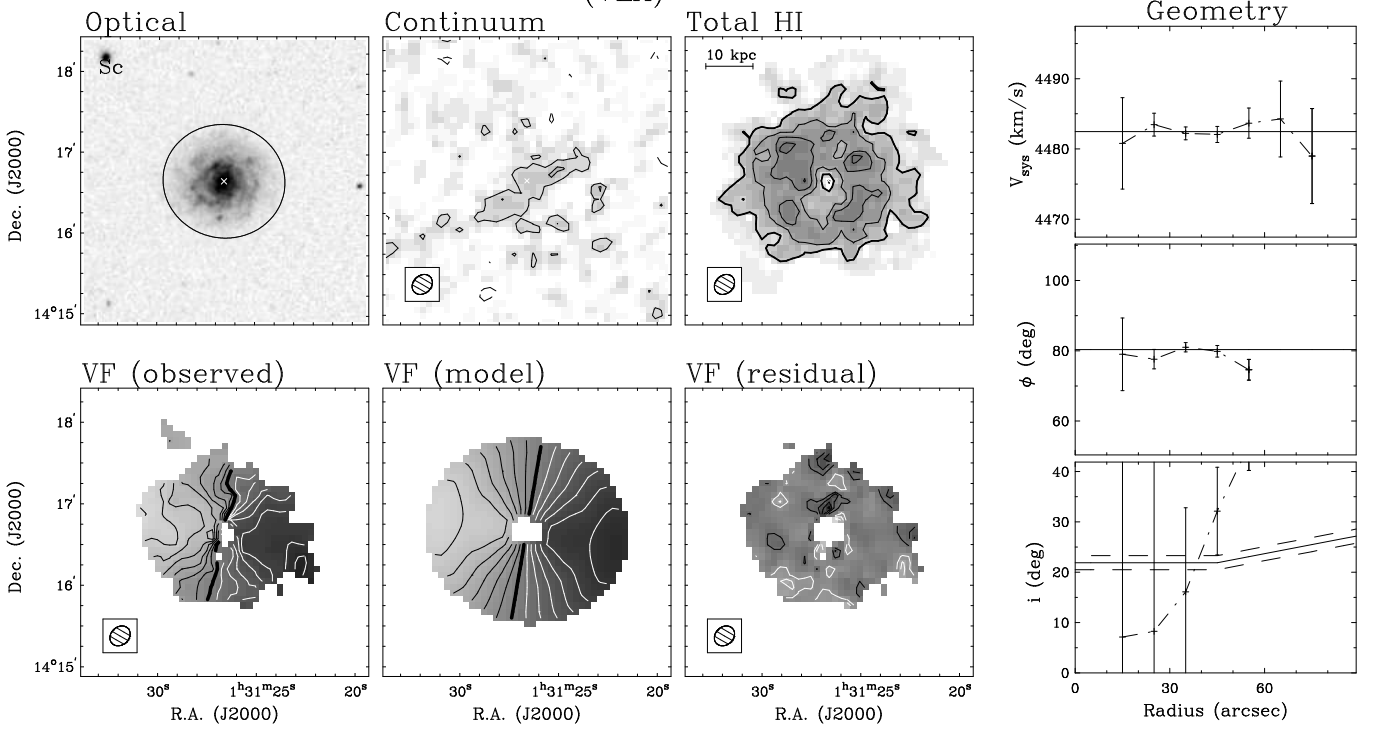 (VLA)
Optical
Continuum
Total HI
Geometry
Sc
10 kpc
18′
17′
16′
14°15′
Dec. (J2000)
4490
4480
4470
Vsys (km/s)
100
80
60
ϕ (deg)
VF (observed)
VF (model)
VF (residual)
18′
17′
16′
14°15′
Dec. (J2000)
30s 1h31m25s 20s
30s 1h31m25s 20s
30s 1h31m25s 20s
R.A. (J2000)
R.A. (J2000)
R.A. (J2000)
40
30
20
10
0
i (deg)
0 30 60
Radius (arcsec)